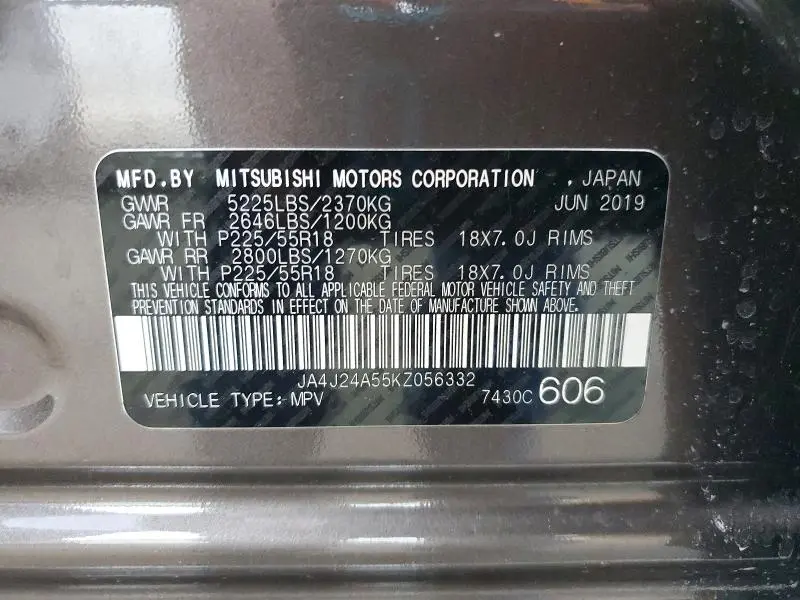 MFD.BY MITSUBISHI MOTORS CORPORATION , JAPAN
GVWR 5225LBS/2370KG JUN 2019
GAWR FR 2646LBS/1200KG
WITH P225/55R18 TIRES 18X7.0J RIMS
GAWR RR 2800LBS/1270KG
WITH P225/55R18 TIRES 18X7.0J RIMS
THIS VEHICLE CONFORMS TO ALL APPLICABLE FEDERAL MOTOR VEHICLE SAFETY AND THEFT
PREVENTION STANDARDS IN EFFECT ON THE DATE OF MANUFACTURE SHOWN ABOVE.
JA4J24A55KZ056332
VEHICLE TYPE:MPV 7430C 606